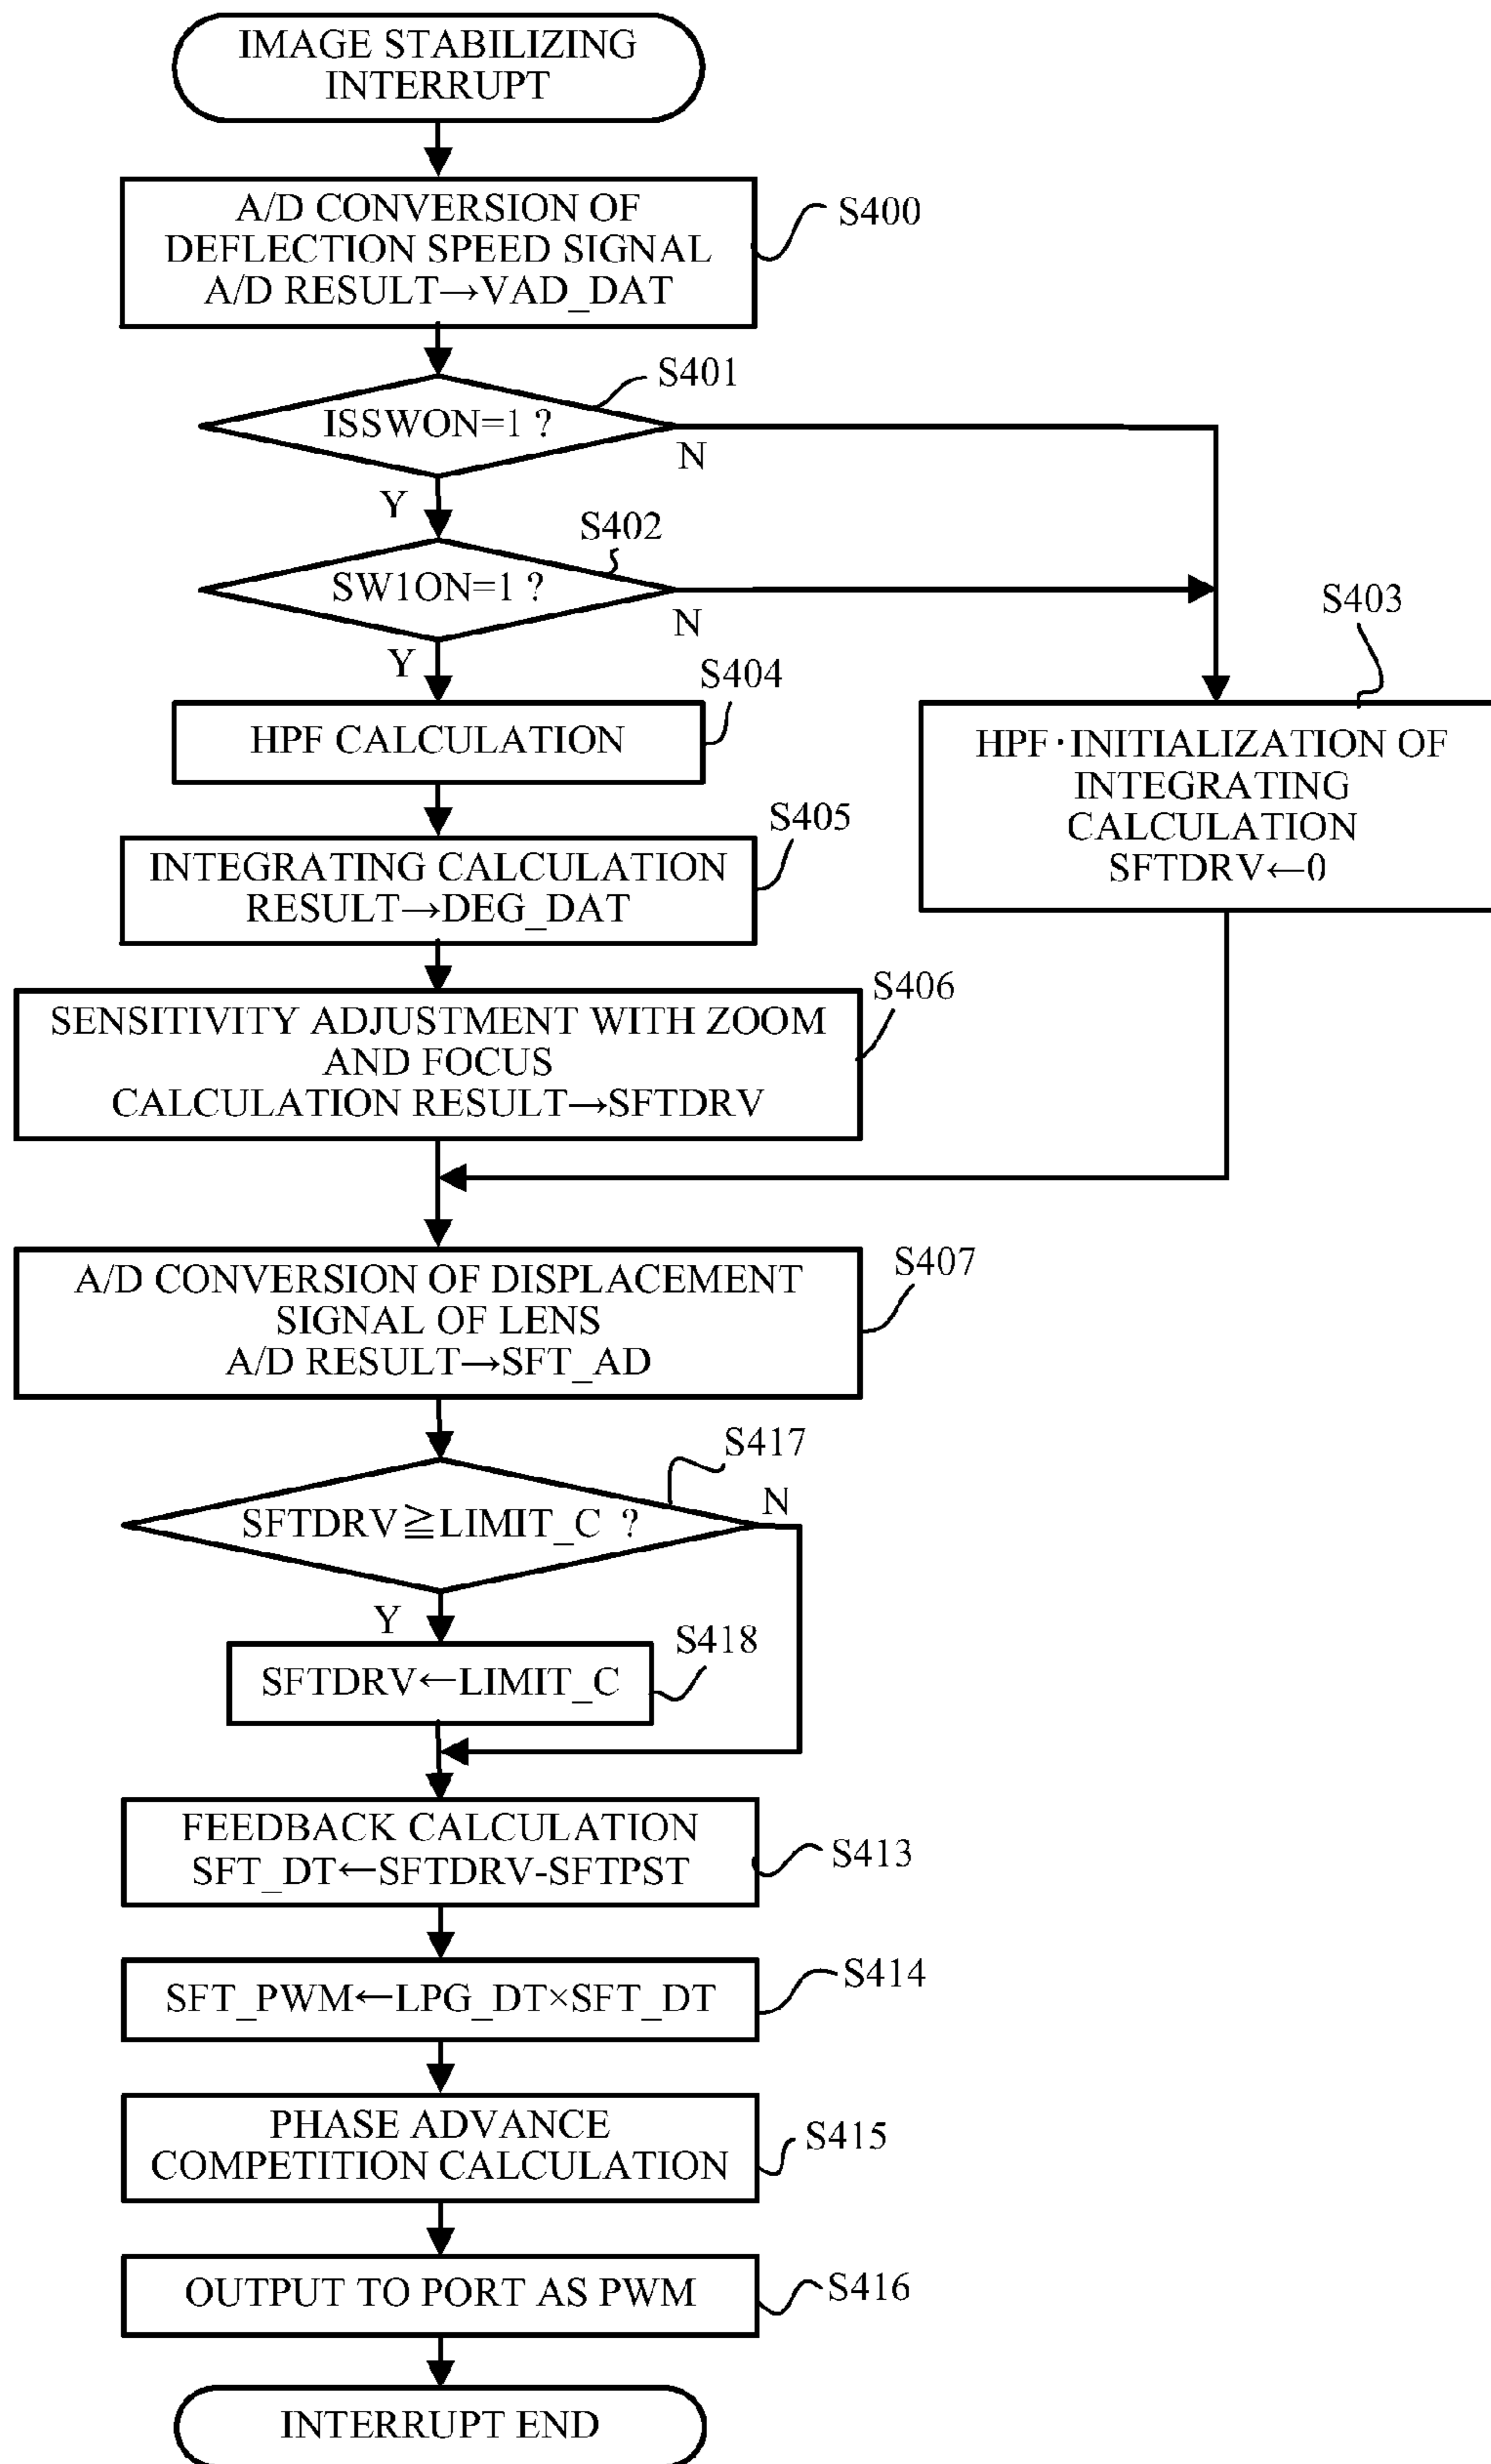 IMAGE STABILIZING
INTERRUPT
A/D CONVERSION OF
DEFLECTION SPEED SIGNAL
A/D RESULT→VAD_DAT
S400
ISSWON=1 ?
S401
N
Y
SW1ON=1 ?
S402
N
Y
S403
HPF・INITIALIZATION OF
INTEGRATING
CALCULATION
SFTDRV←0
HPF CALCULATION
S404
INTEGRATING CALCULATION
RESULT→DEG_DAT
S405
SENSITIVITY ADJUSTMENT WITH ZOOM
AND FOCUS
CALCULATION RESULT→SFTDRV
S406
A/D CONVERSION OF DISPLACEMENT
SIGNAL OF LENS
A/D RESULT→SFT_AD
S407
SFTDRV≧LIMIT_C ?
S417
N
Y
SFTDRV←LIMIT_C
S418
FEEDBACK CALCULATION
SFT_DT←SFTDRV-SFTPST
S413
SFT_PWM←LPG_DT×SFT_DT
S414
PHASE ADVANCE
COMPETITION CALCULATION
S415
OUTPUT TO PORT AS PWM
S416
INTERRUPT END